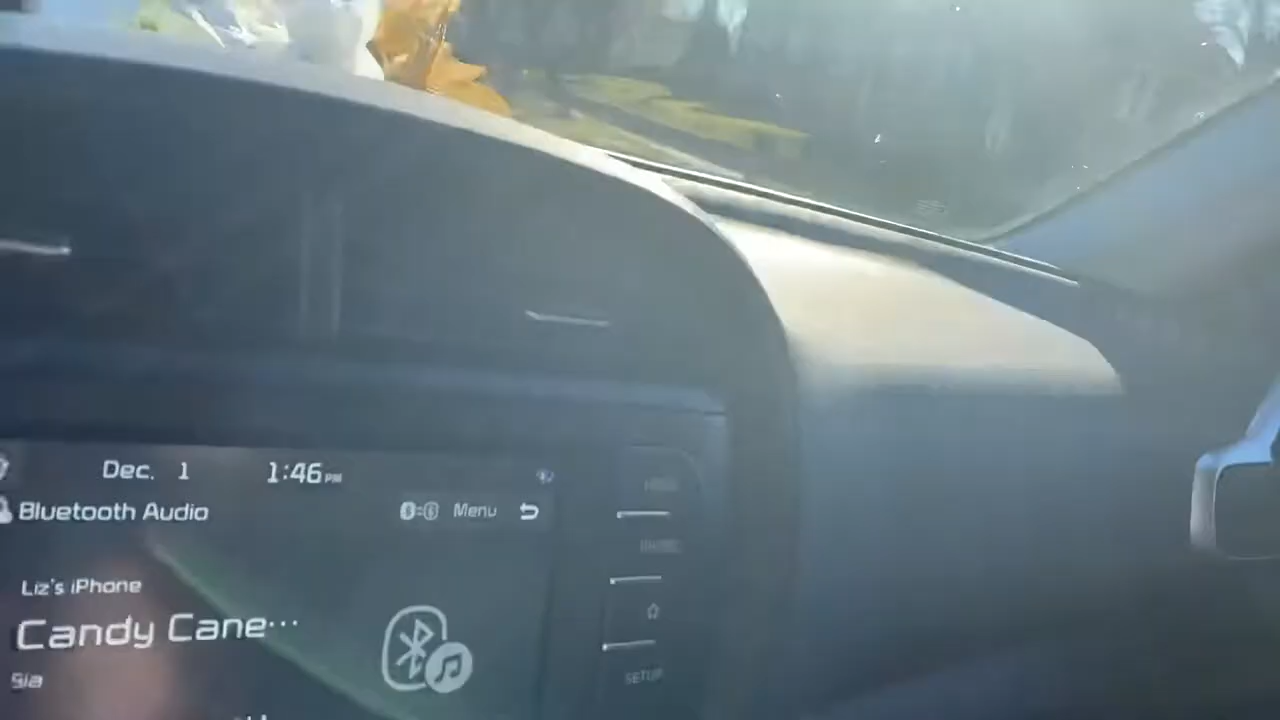 Dec. 1 1:46 PM
Bluetooth Audio Menu
Liz's iPhone
Candy Cane...
Sia
SETUP